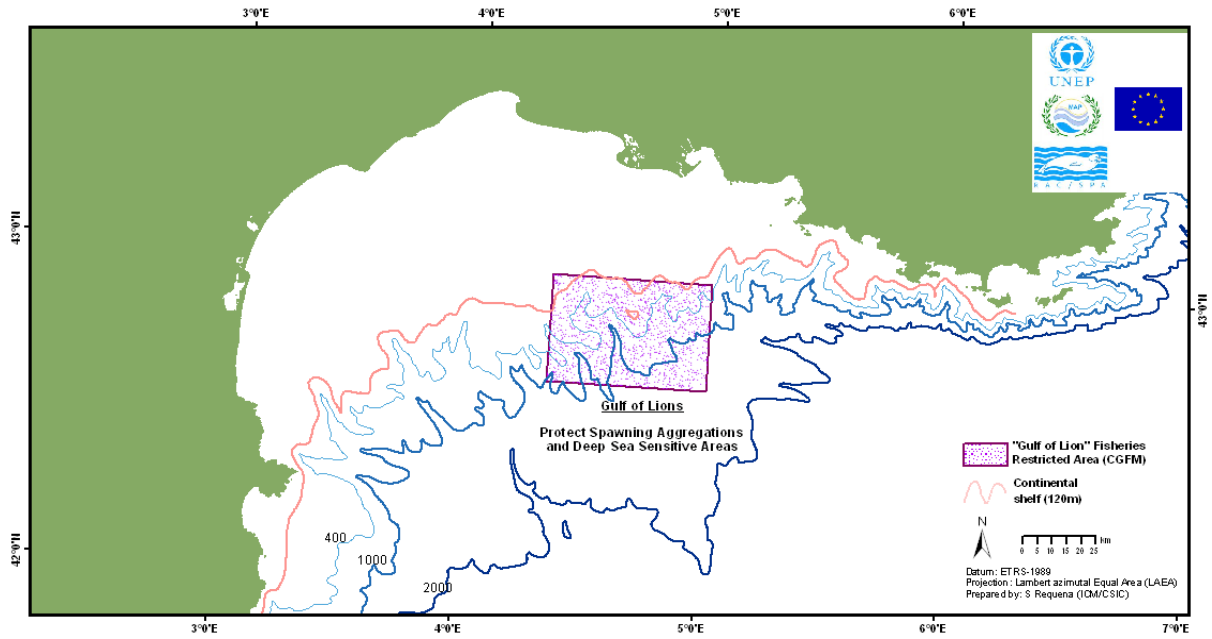 3°0'E 4°0'E 5°0'E 6°0'E
UNEP
MAP
RAC/SPA
43°0'N
43°0'N
Gulf of Lions
Protect Spawning Aggregations
and Deep Sea Sensitive Areas
"Gulf of Lion" Fisheries
Restricted Area (CGFM)
Continental
shelf (120m)
N
0 5 10 15 20 25 km
400
1000
2000
42°0'N
42°0'N
Datum: ETRS-1989
Projection: Lambert azimutal Equal Area (LAEA)
Prepared by: S Requena (ICM/CSIC)
3°0'E 4°0'E 5°0'E 6°0'E 7°0'E